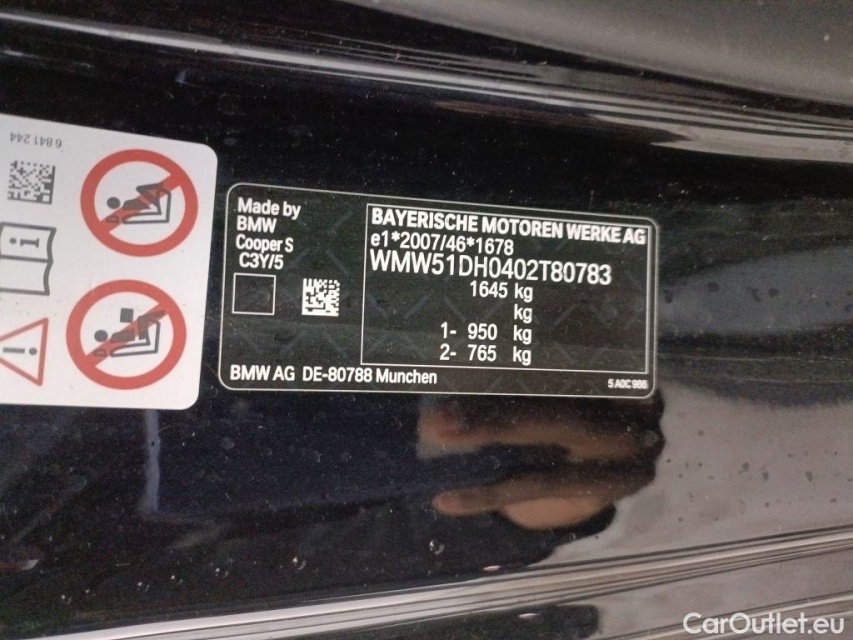 6 841 244
Made by
BMW
Cooper S
C3Y/5
BAYERISCHE MOTOREN WERKE AG
e1*2007/46*1678
WMW51DH0402T80783
1645 kg
kg
1- 950 kg
2- 765 kg
BMW AG DE-80788 Munchen
5 A0C 986
CarOutlet.eu